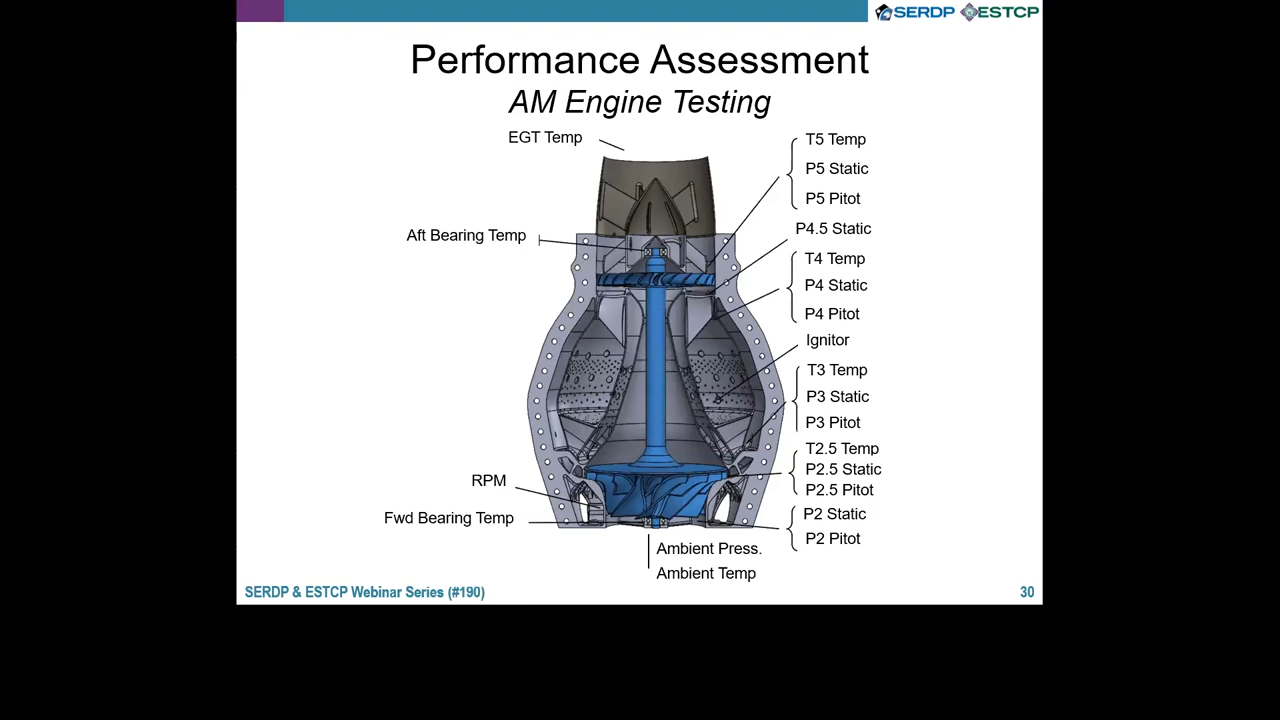 SERDP ESTCP
Performance Assessment
AM Engine Testing
EGT Temp
Aft Bearing Temp
RPM
Fwd Bearing Temp
T5 Temp
P5 Static
P5 Pitot
P4.5 Static
T4 Temp
P4 Static
P4 Pitot
Ignitor
T3 Temp
P3 Static
P3 Pitot
T2.5 Temp
P2.5 Static
P2.5 Pitot
P2 Static
P2 Pitot
Ambient Press.
Ambient Temp
SERDP & ESTCP Webinar Series (#190)
30